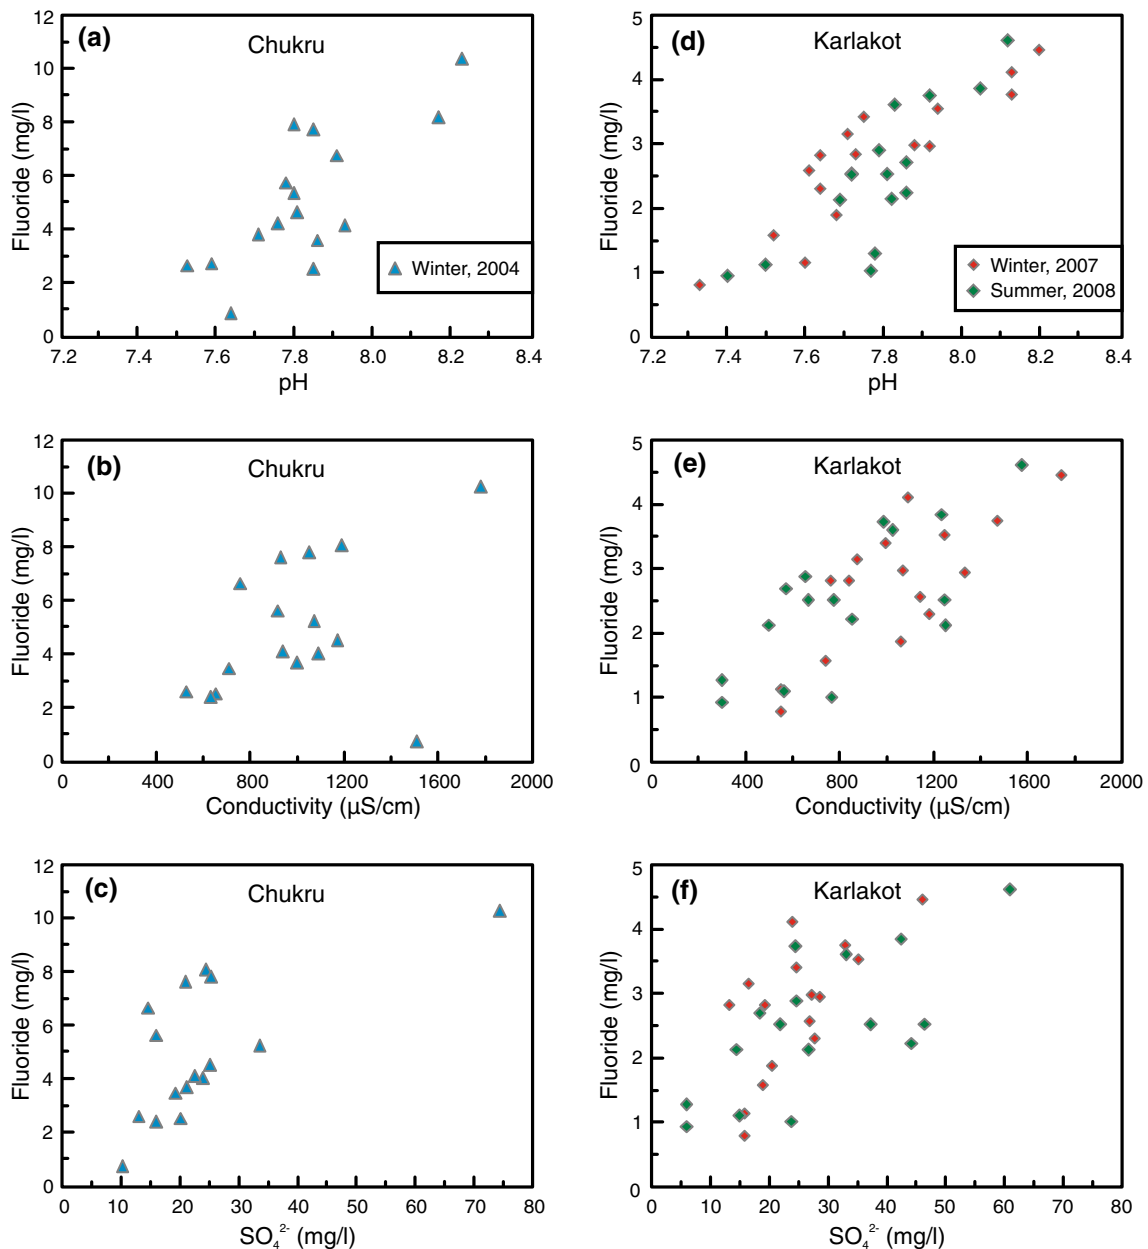 (a)
Chukru
Fluoride (mg/l)
12
10
8
6
4
2
0
Winter, 2004
7.2 7.4 7.6 7.8 8.0 8.2 8.4
pH
(d)
Karlakot
Fluoride (mg/l)
5
4
3
2
1
0
Winter, 2007
Summer, 2008
7.2 7.4 7.6 7.8 8.0 8.2 8.4
pH
(b)
Chukru
Fluoride (mg/l)
12
10
8
6
4
2
0
0 400 800 1200 1600 2000
Conductivity (µS/cm)
(e)
Karlakot
Fluoride (mg/l)
5
4
3
2
1
0
0 400 800 1200 1600 2000
Conductivity (µS/cm)
(c)
Chukru
Fluoride (mg/l)
12
10
8
6
4
2
0
0 10 20 30 40 50 60 70 80
SO₄²⁻ (mg/l)
(f)
Karlakot
Fluoride (mg/l)
5
4
3
2
1
0
0 10 20 30 40 50 60 70 80
SO₄²⁻ (mg/l)